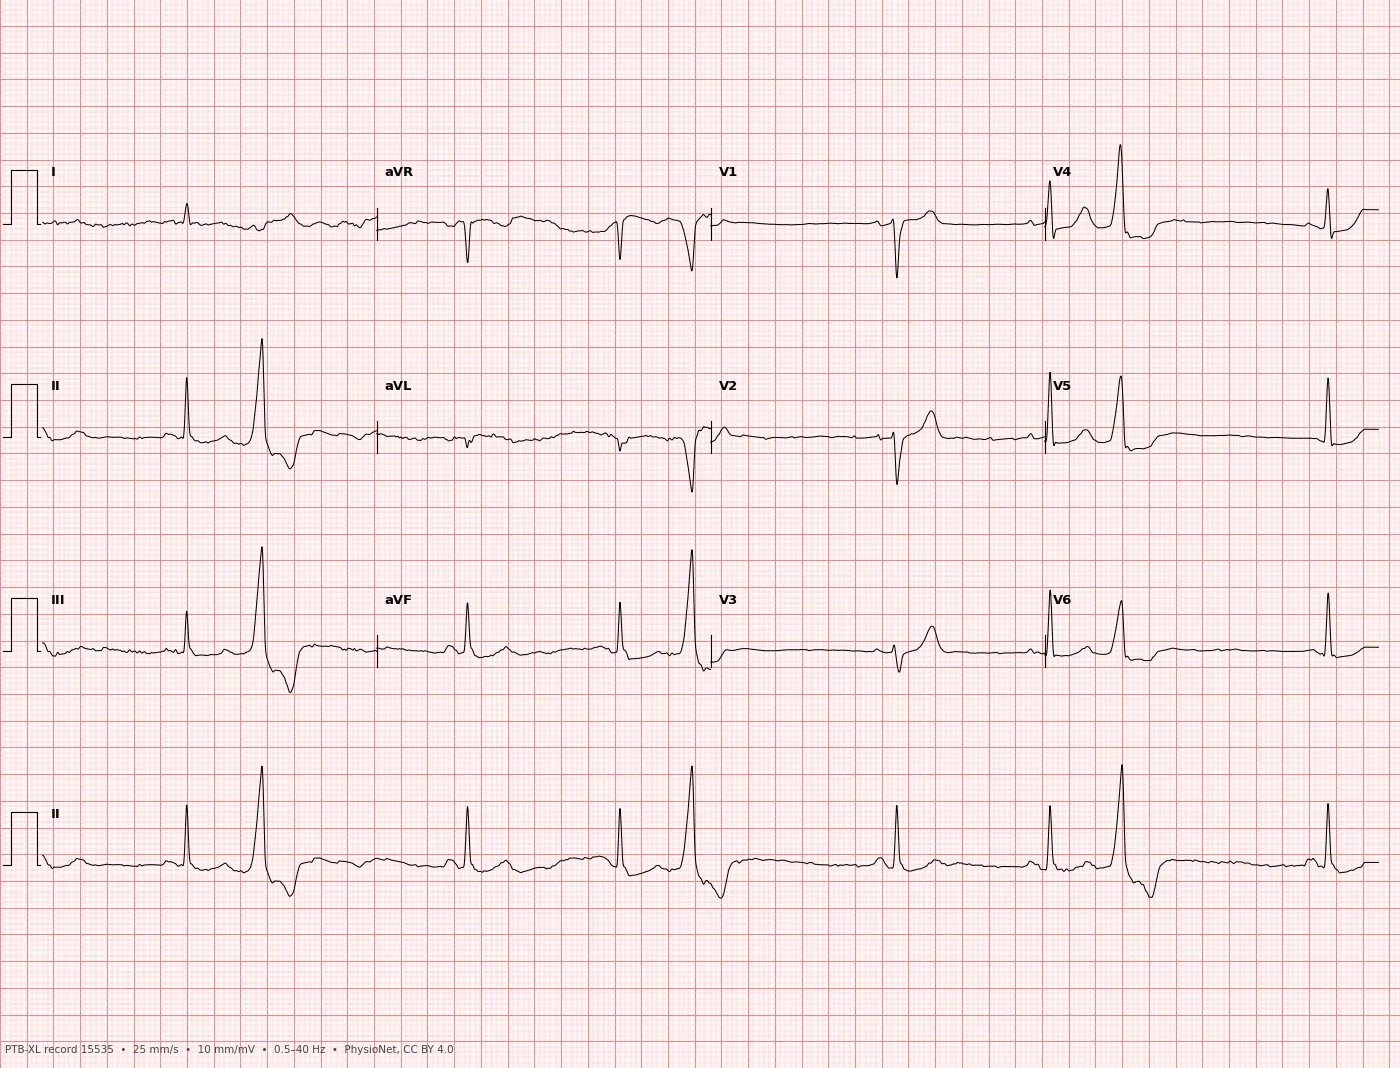 I aVR V1 V4
II aVL V2 V5
III aVF V3 V6
II
PTB-XL record 15535 • 25 mm/s • 10 mm/mV • 0.5–40 Hz • PhysioNet, CC BY 4.0